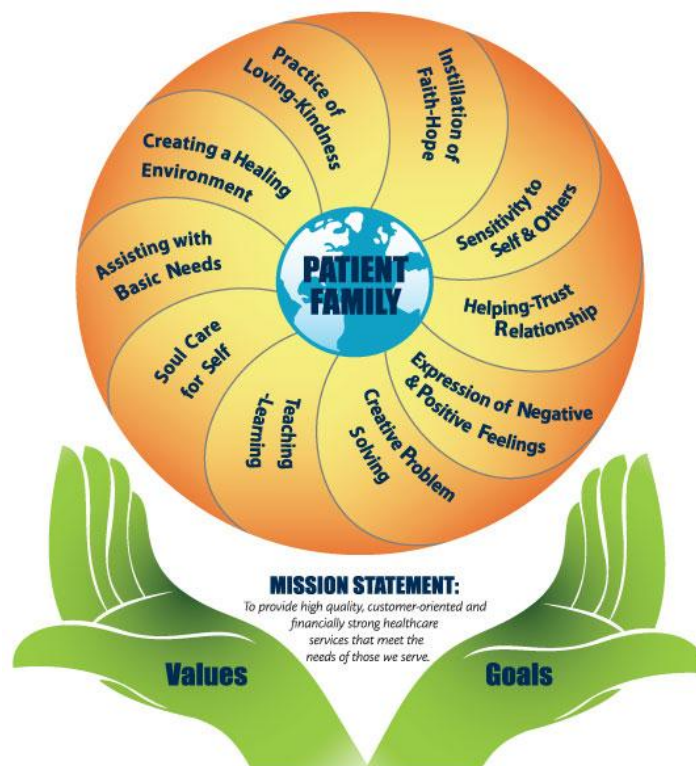 Practice of
Loving-Kindness
Instillation of
Faith-Hope
Sensitivity to
Self & Others
Helping-Trust
Relationship
Expression of Negative
& Positive Feelings
Creative Problem
Solving
Teaching
-Learning
Soul Care
for Self
Assisting with
Basic Needs
Creating a Healing
Environment
PATIENT
FAMILY
MISSION STATEMENT:
To provide high quality, customer-oriented and
financially strong healthcare
services that meet the
needs of those we serve.
Values
Goals